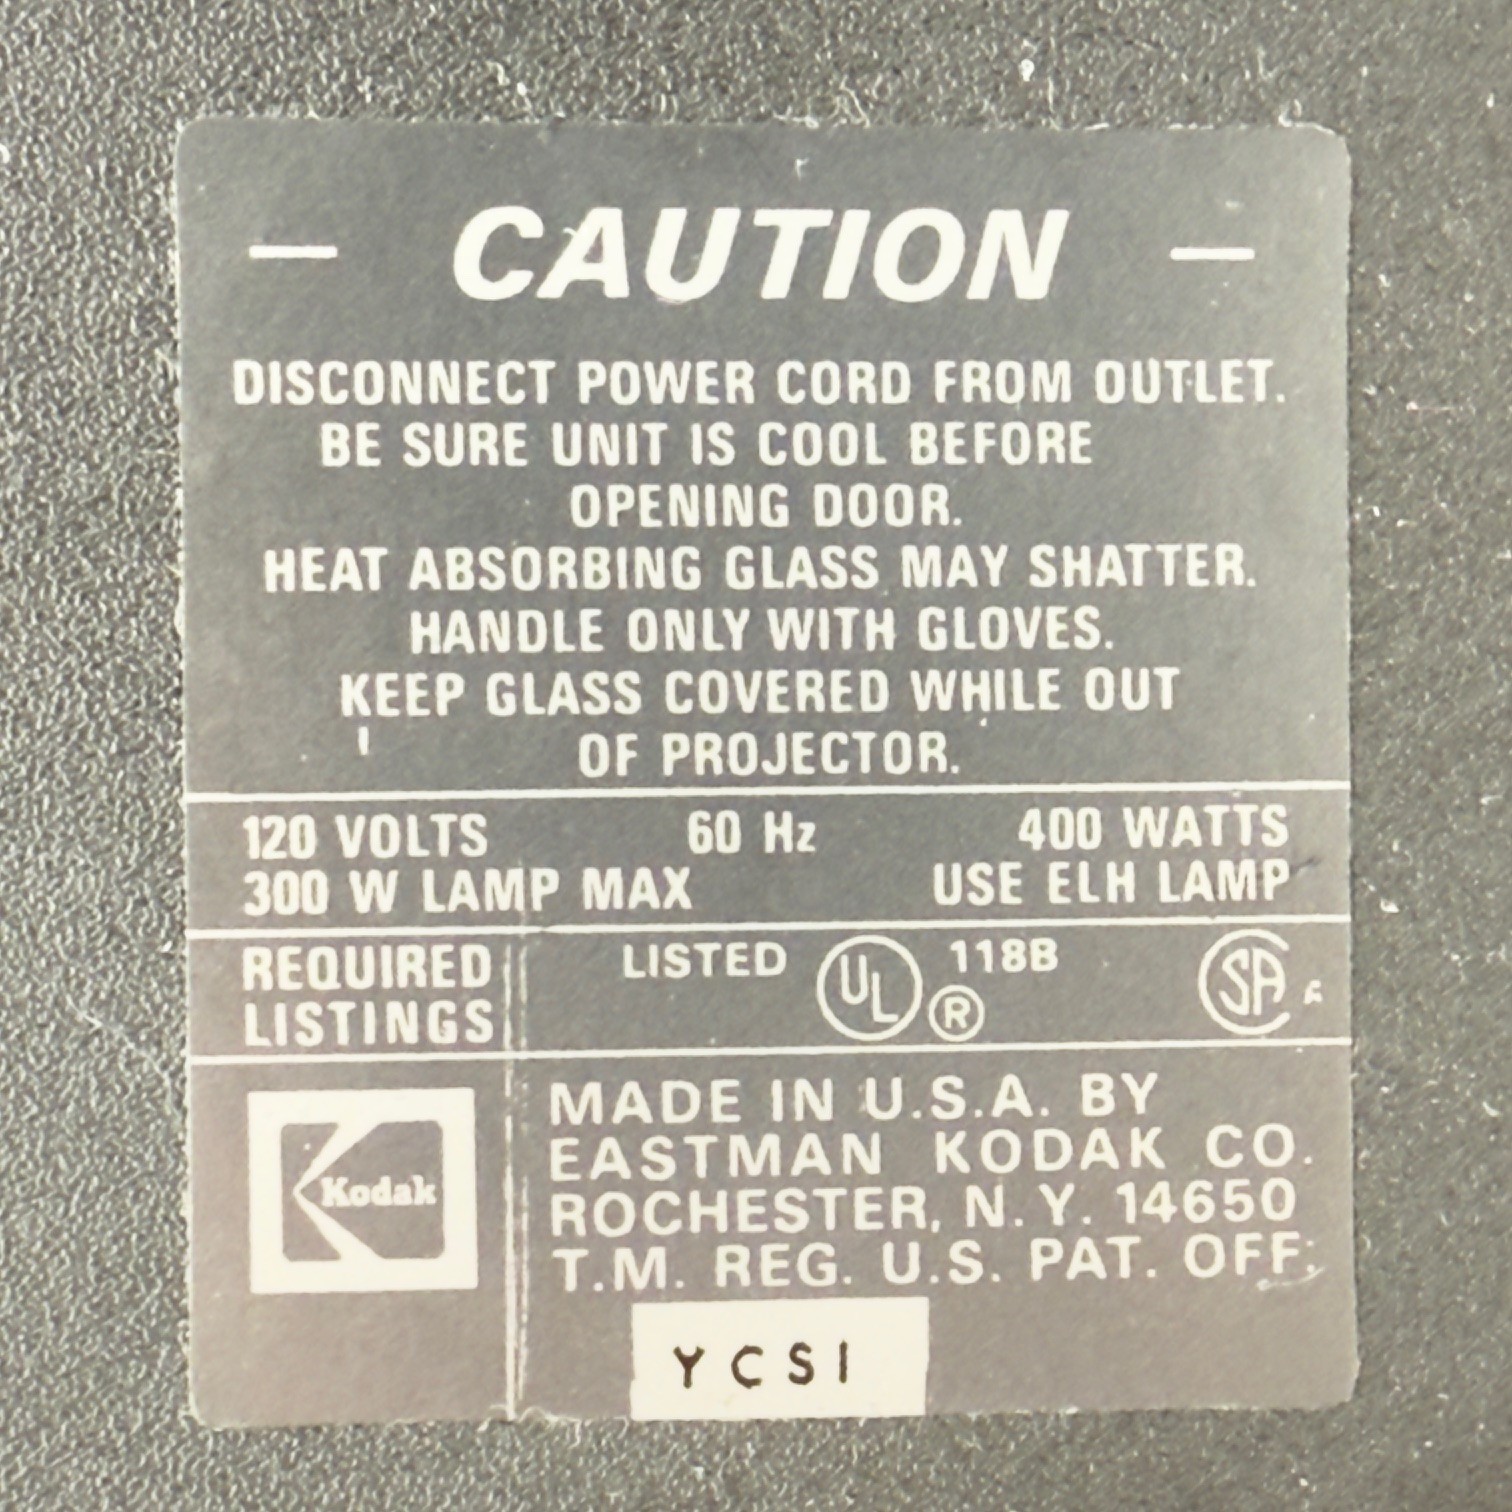 — CAUTION —
DISCONNECT POWER CORD FROM OUTLET.
BE SURE UNIT IS COOL BEFORE
OPENING DOOR.
HEAT ABSORBING GLASS MAY SHATTER.
HANDLE ONLY WITH GLOVES.
KEEP GLASS COVERED WHILE OUT
OF PROJECTOR.
120 VOLTS 60 Hz 400 WATTS
300 W LAMP MAX USE ELH LAMP
REQUIRED LISTINGS LISTED UL ® 118B SA
Kodak
MADE IN U.S.A. BY
EASTMAN KODAK CO.
ROCHESTER, N.Y. 14650
T.M. REG. U.S. PAT. OFF.
YCSI